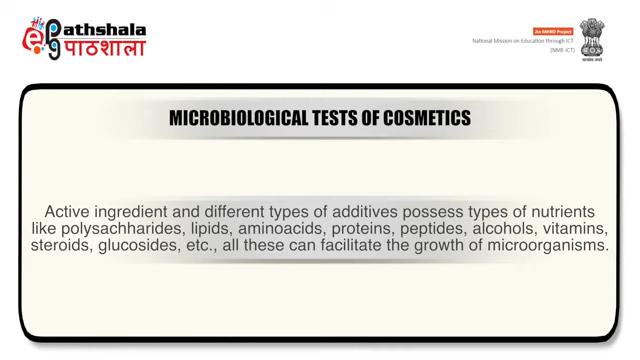 Pathshala
पाठशाला
An MHRD Project
National Mission on Education through ICT
(NME-ICT)
MICROBIOLOGICAL TESTS OF COSMETICS
Active ingredient and different types of additives possess types of nutrients
like polysachharides, lipids, aminoacids, proteins, peptides, alcohols, vitamins,
steroids, glucosides, etc., all these can facilitate the growth of microorganisms.